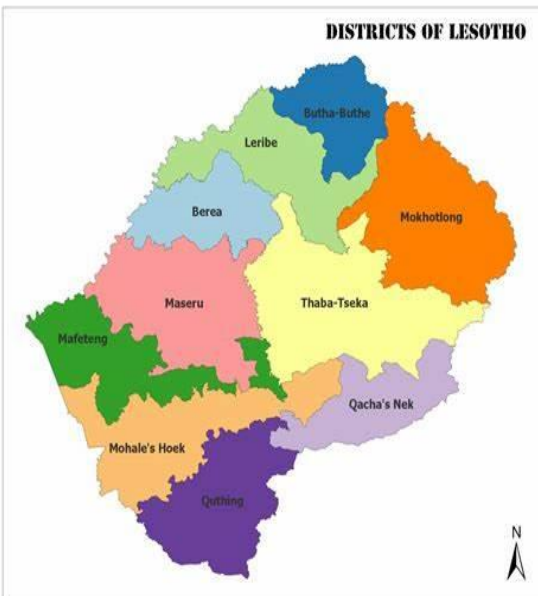 DISTRICTS OF LESOTHO
Butha-Buthe
Leribe
Mokhotlong
Berea
Maseru
Thaba-Tseka
Mafeteng
Qacha's Nek
Mohale's Hoek
Quthing
N